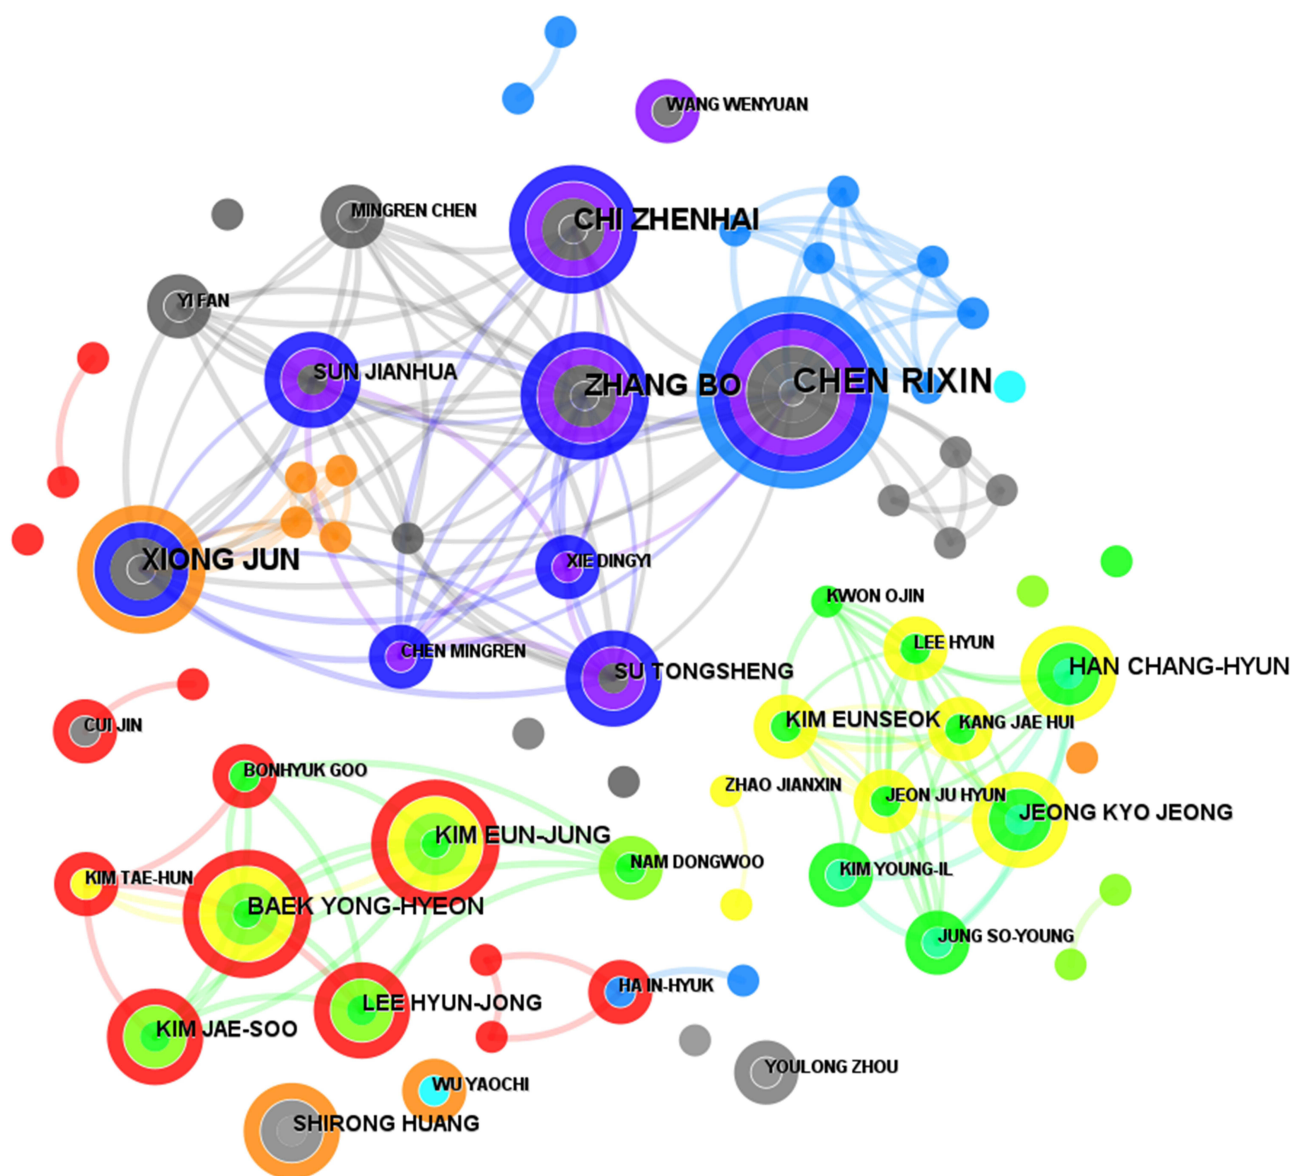 WANG WENYUAN
MINGREN CHEN
CHI ZHENHAI
YI FAN
SUN JIANHUA
ZHANG BO
CHEN RIXIN
XIONG JUN
XIE DINGYI
KWON OJIN
LEE HYUN
CHEN MINGREN
SU TONGSHENG
HAN CHANG-HYUN
CUI JIN
KIM EUNSEOK
KANG JAE HUI
BONHYUK GOO
ZHAO JIANXIN
JEON JU HYUN
JEONG KYO JEONG
KIM EUN-JUNG
NAM DONGWOO
KIM YOUNG-IL
KIM TAE-HUN
BAEK YONG-HYEON
JUNG SO-YOUNG
HA IN-HYUK
LEE HYUN-JONG
KIM JAE-SOO
YOULONG ZHOU
WU YAOCHI
SHIRONG HUANG